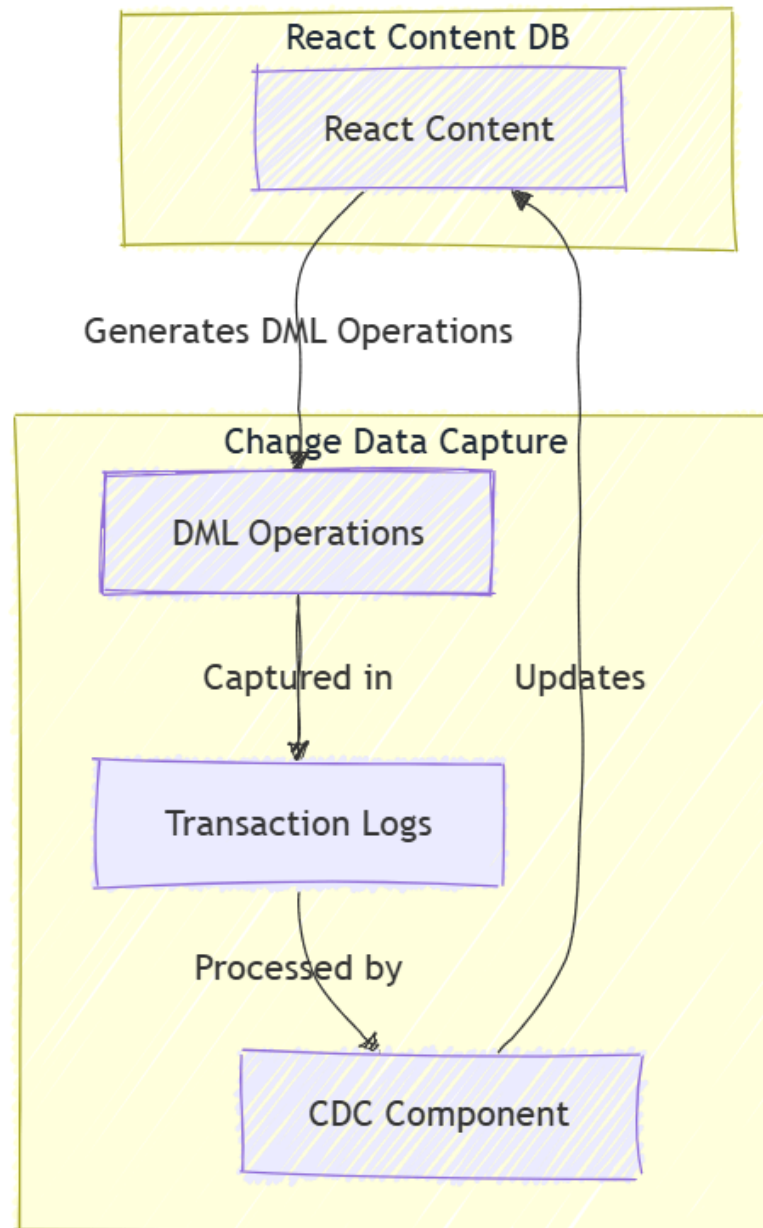 React Content DB
React Content
Generates DML Operations
Change Data Capture
DML Operations
Captured in
Updates
Transaction Logs
Processed by
CDC Component